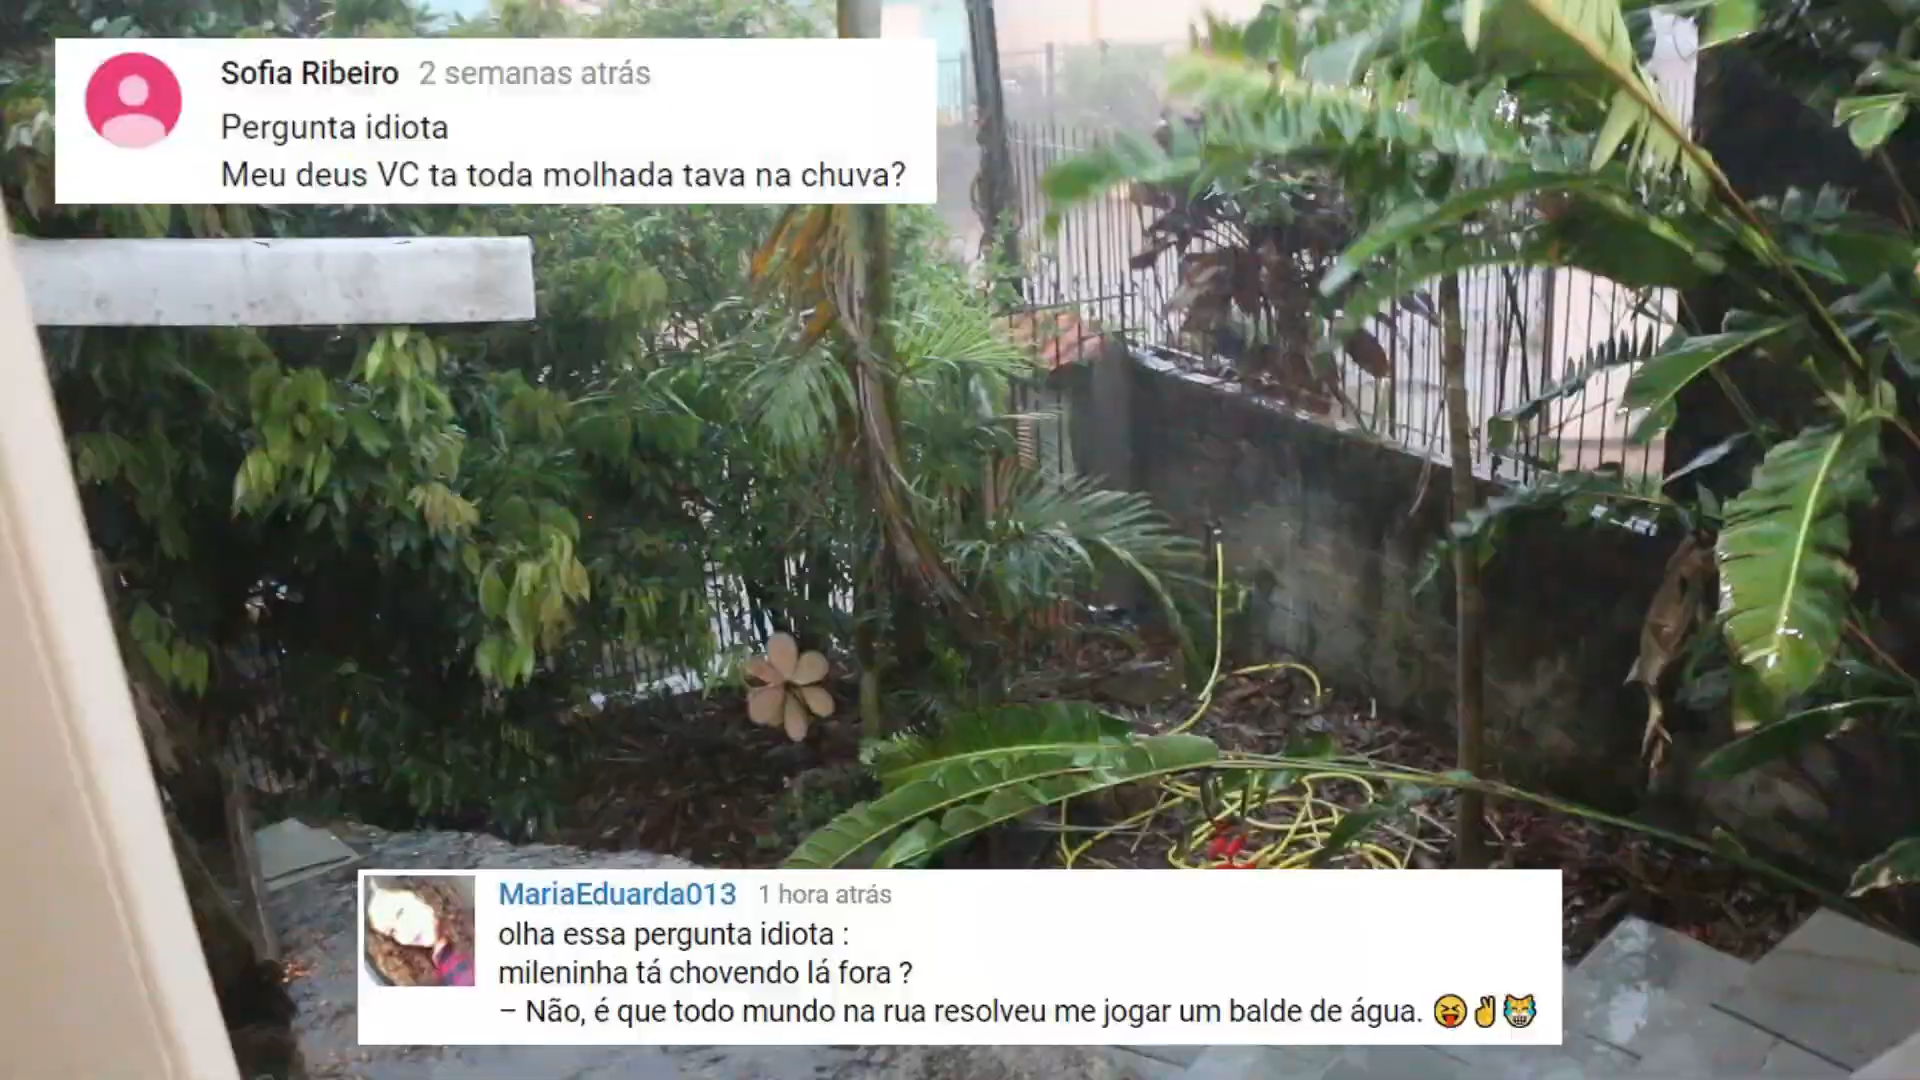 Sofia Ribeiro 2 semanas atrás
Pergunta idiota
Meu deus VC ta toda molhada tava na chuva?
MariaEduarda013 1 hora atrás
olha essa pergunta idiota :
mileninha tá chovendo lá fora ?
– Não, é que todo mundo na rua resolveu me jogar um balde de água. 😝✌😹